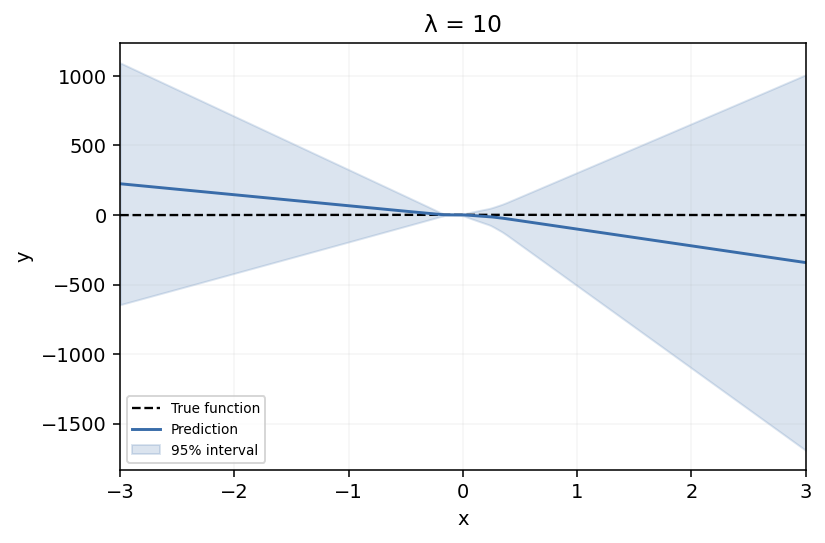 λ = 10
1000
500
0
−500
−1000
−1500
y
True function
Prediction
95% interval
−3
−2
−1
0
1
2
3
x